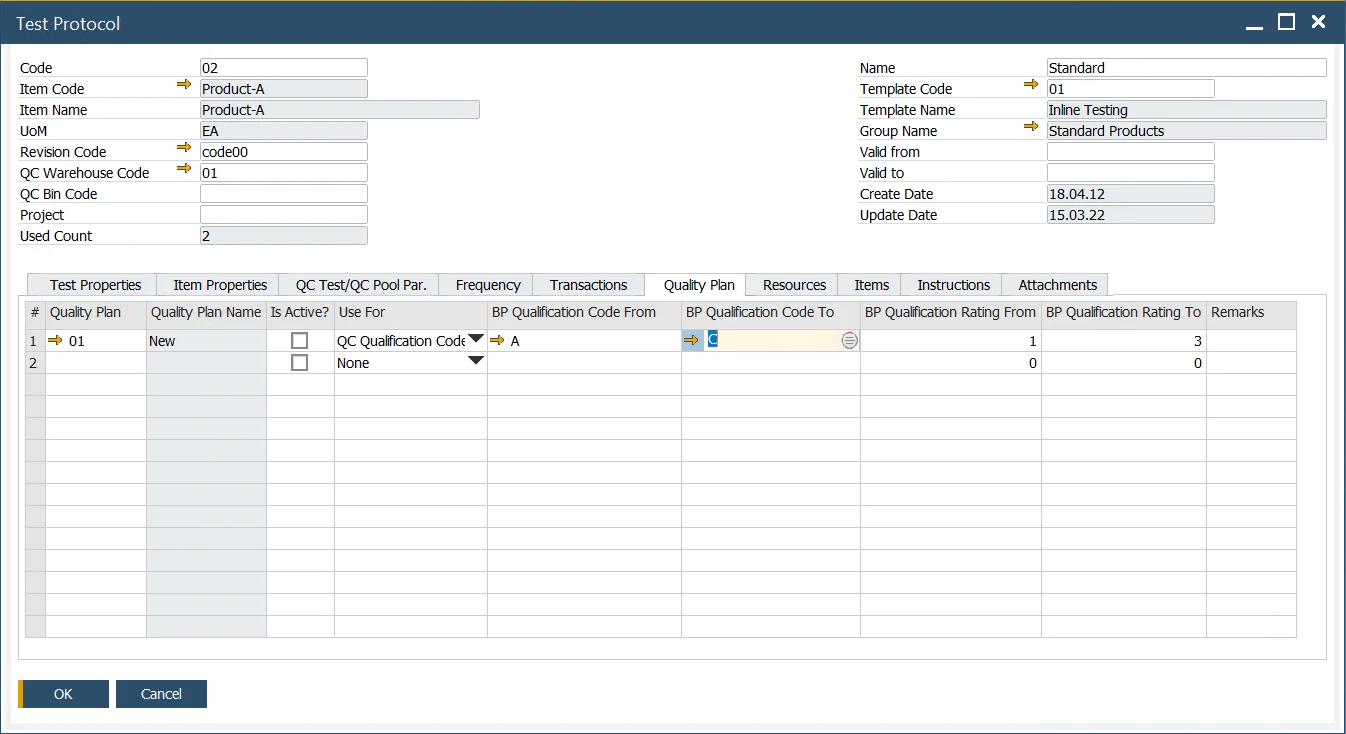 Test Protocol
Code 02 Name Standard
Item Code Product-A Template Code 01
Item Name Product-A Template Name Inline Testing
UoM EA Group Name Standard Products
Revision Code code00 Valid from
QC Warehouse Code 01 Valid to
QC Bin Code Create Date 18.04.12
Project Update Date 15.03.22
Used Count 2
Test Properties Item Properties QC Test/QC Pool Par. Frequency Transactions Quality Plan Resources Items Instructions Attachments
# Quality Plan Quality Plan Name Is Active? Use For BP Qualification Code From BP Qualification Code To BP Qualification Rating From BP Qualification Rating To Remarks
1 01 New QC Qualification Code A C 1 3
2 None 0 0
OK Cancel